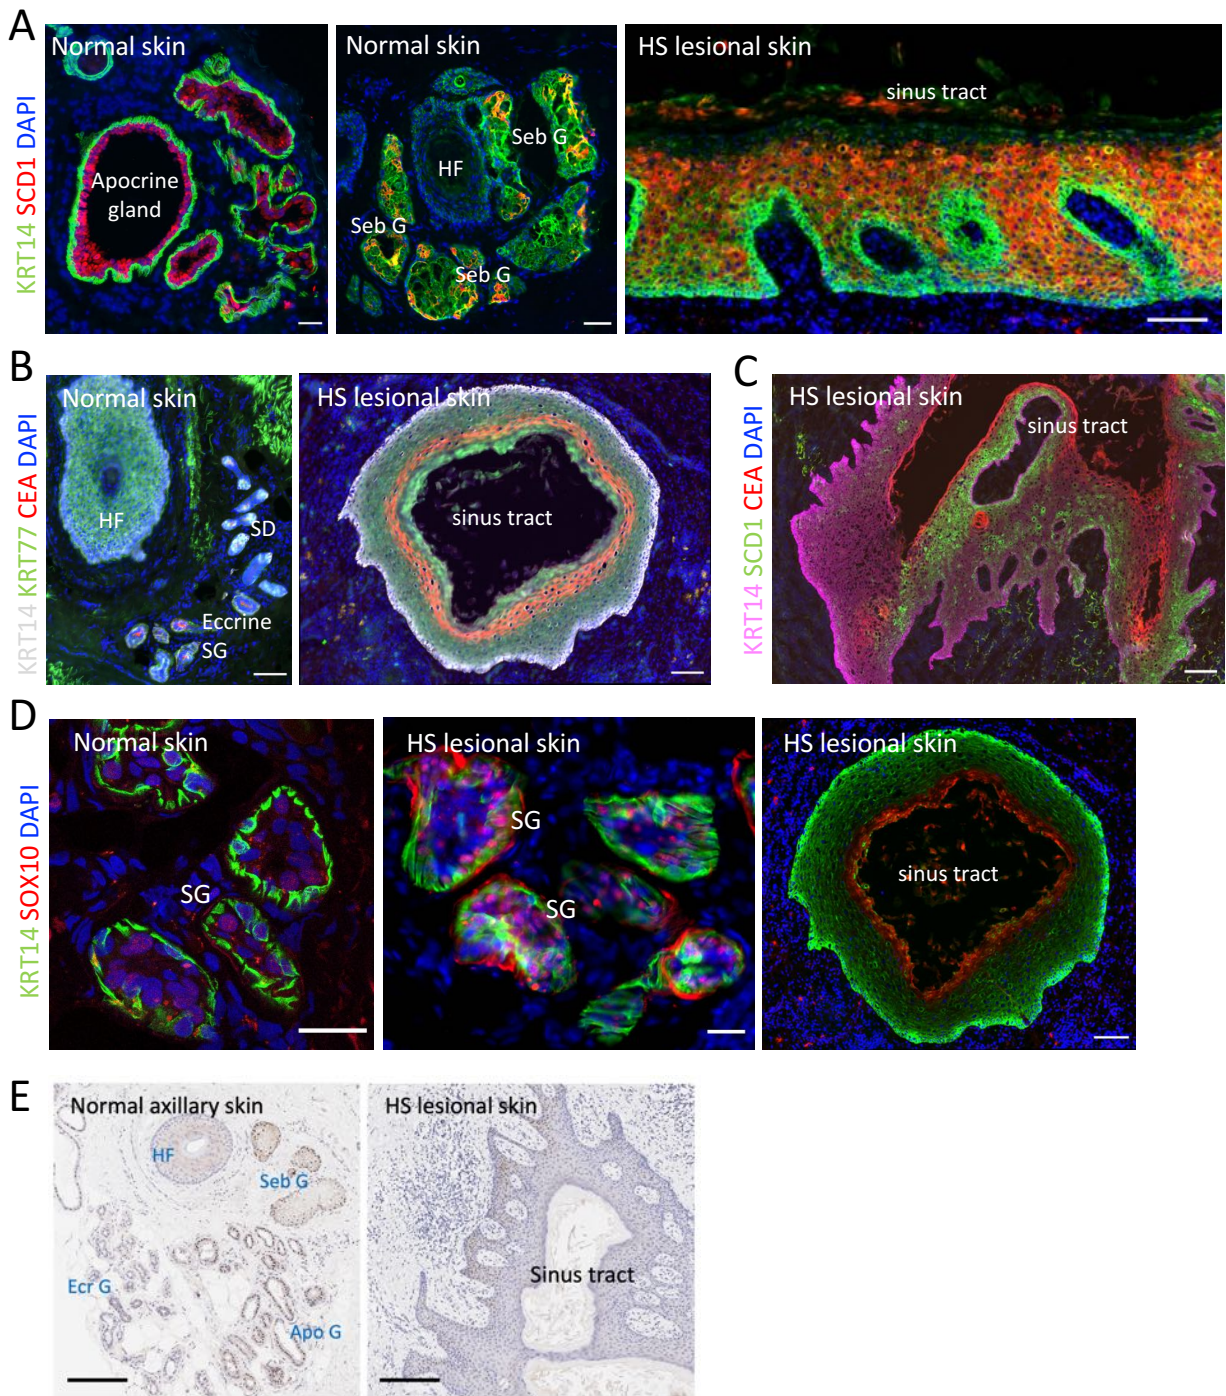 A
KRT14 SCD1 DAPI
Normal skin
Apocrine
gland
Normal skin
HF
Seb G
Seb G
Seb G
HS lesional skin
sinus tract
B
KRT14 KRT77 CEA DAPI
Normal skin
HF
SD
Eccrine
SG
HS lesional skin
sinus tract
C
KRT14 SCD1 CEA DAPI
HS lesional skin
sinus tract
D
KRT14 SOX10 DAPI
Normal skin
SG
HS lesional skin
SG
SG
HS lesional skin
sinus tract
E
Normal axillary skin
HF
Seb G
Ecr G
Apo G
HS lesional skin
Sinus tract